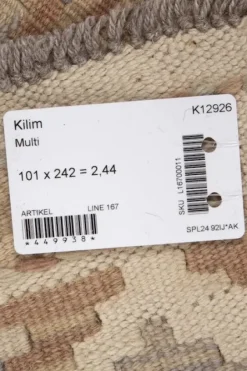 K12926
Kilim
Multi
101 x 242 = 2,44
ARTIKEL LINE 167
*449938*
SKU L16700011
SPL24 92IJ*AK